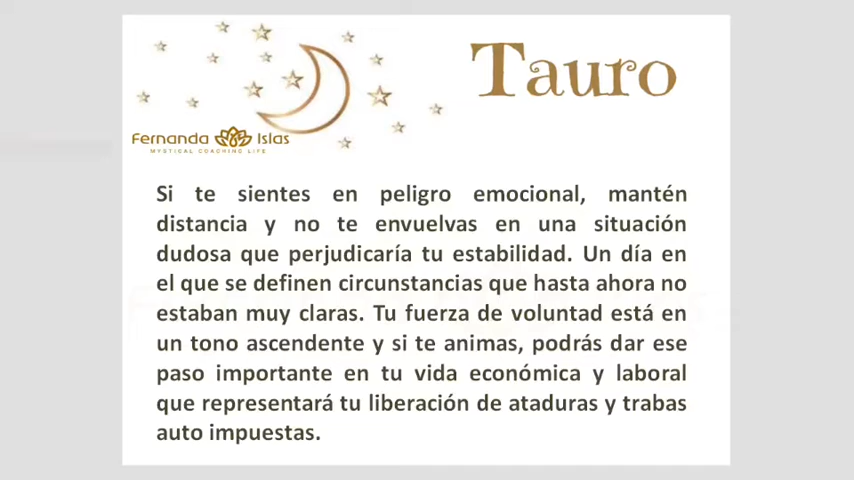 Tauro
Fernanda Islas
MYSTICAL COACHING LIFE
Si te sientes en peligro emocional, mantén
distancia y no te envuelvas en una situación
dudosa que perjudicaría tu estabilidad. Un día en
el que se definen circunstancias que hasta ahora no
estaban muy claras. Tu fuerza de voluntad está en
un tono ascendente y si te animas, podrás dar ese
paso importante en tu vida económica y laboral
que representará tu liberación de ataduras y trabas
auto impuestas.